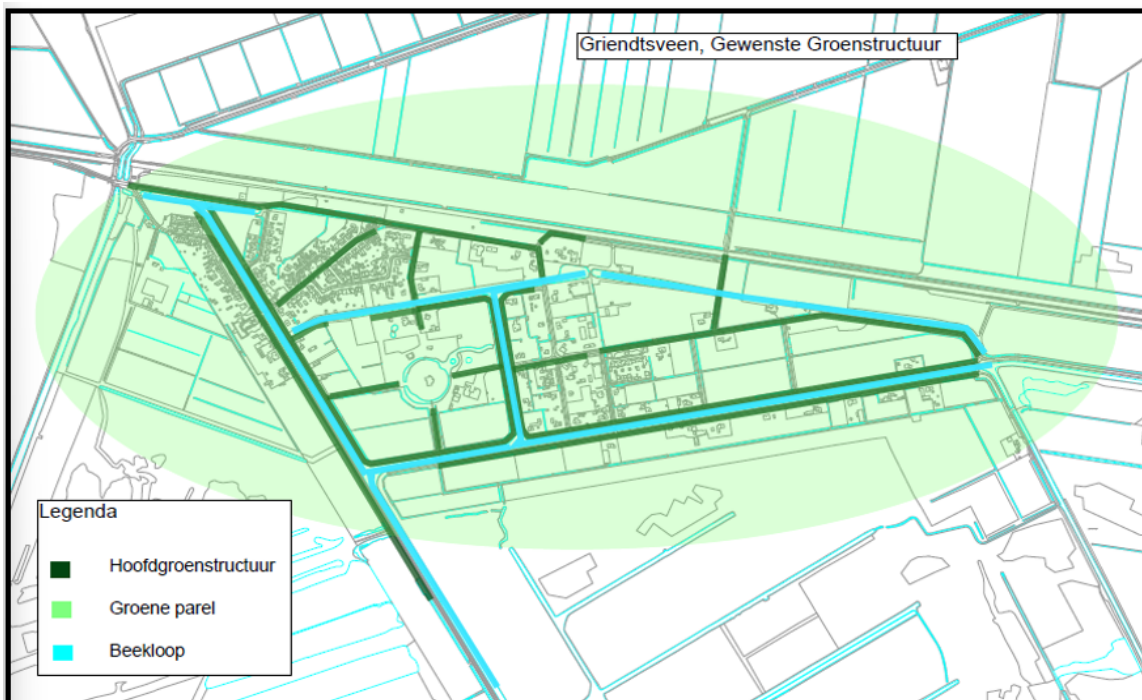 Griendtsveen, Gewenste Groenstructuur
Legenda
Hoofdgroenstructuur
Groene parel
Beekloop